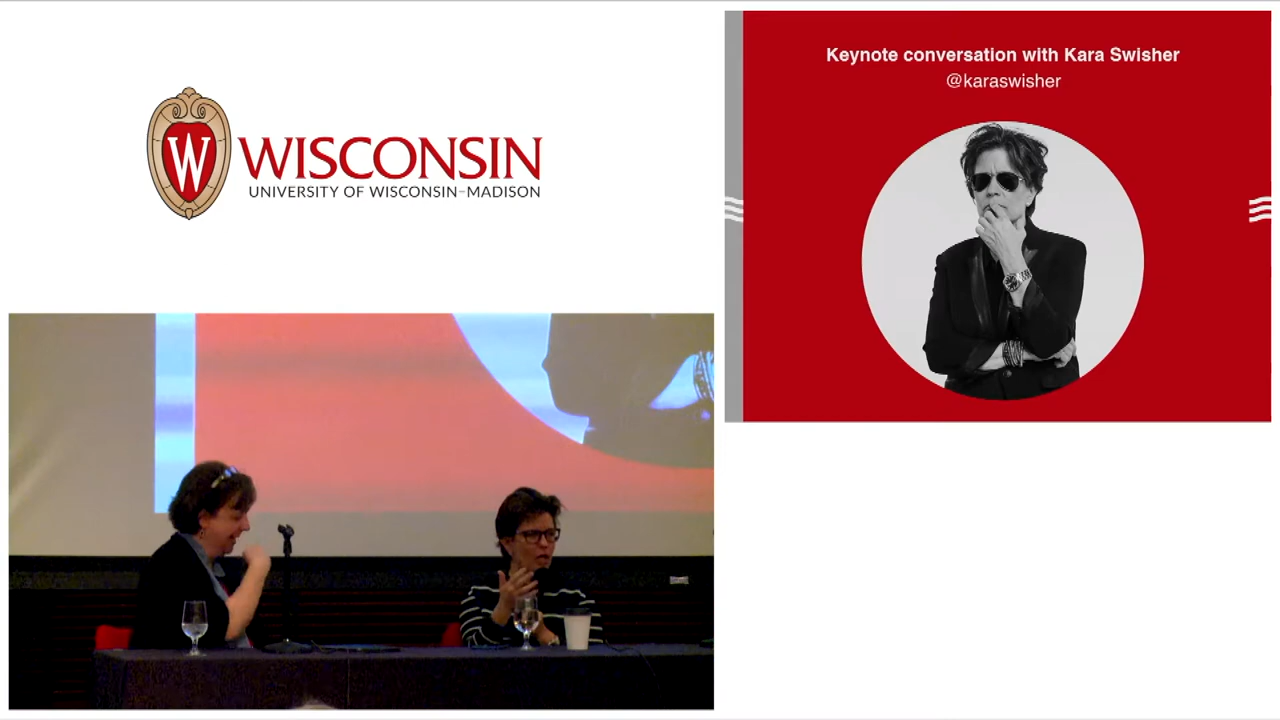 W
WISCONSIN
UNIVERSITY OF WISCONSIN–MADISON
Keynote conversation with Kara Swisher
@karaswisher